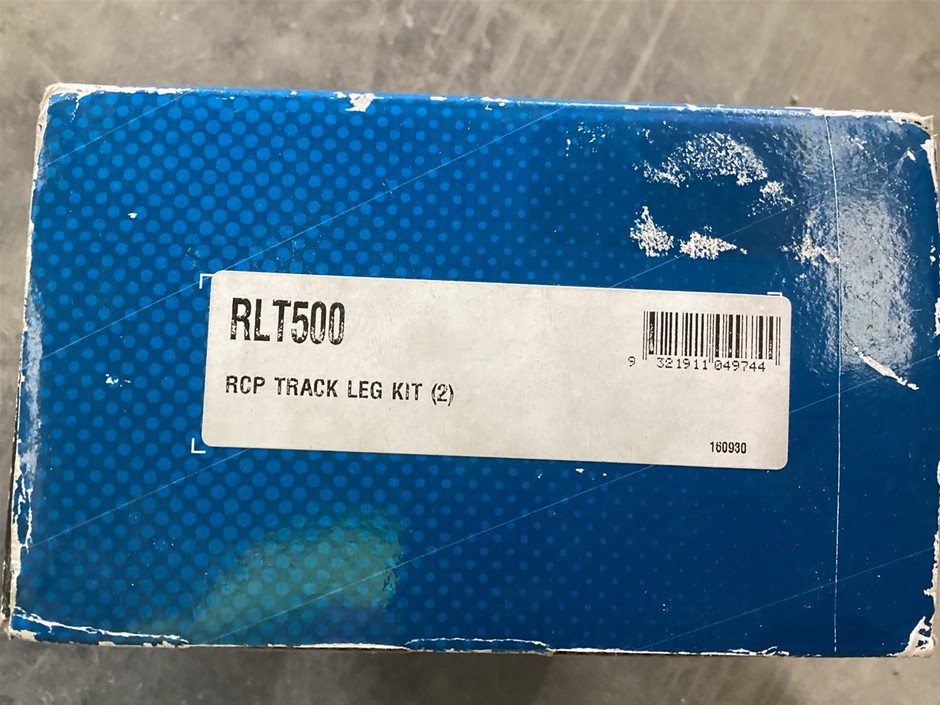 RLT500
RCP TRACK LEG KIT (2)
9 321911 049744
160930